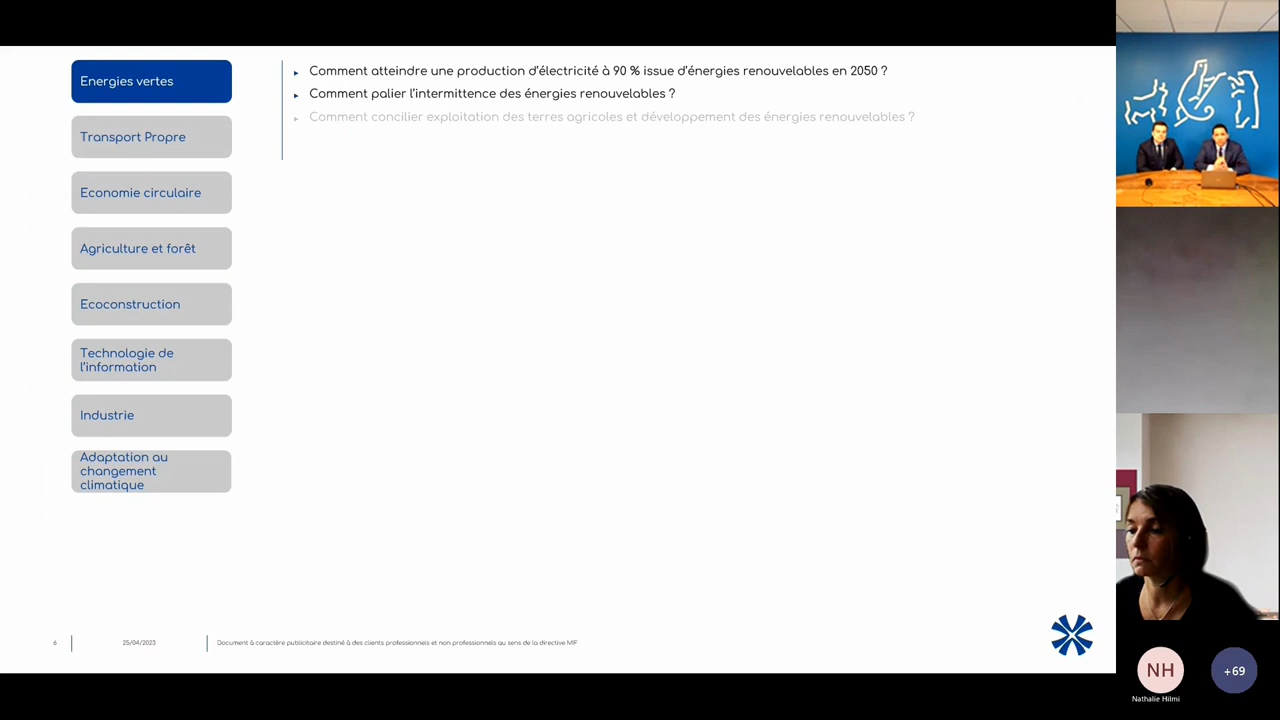 Energies vertes
Transport Propre
Economie circulaire
Agriculture et forêt
Ecoconstruction
Technologie de
l'information
Industrie
Adaptation au
changement
climatique
Comment atteindre une production d'électricité à 90 % issue d'énergies renouvelables en 2050 ?
Comment palier l'intermittence des énergies renouvelables ?
Comment concilier exploitation des terres agricoles et développement des énergies renouvelables ?
6
25/04/2023
Document à caractère publicitaire destiné à des clients professionnels et non professionnels au sens de la directive MIF
NH
Nathalie Hilmi
+69